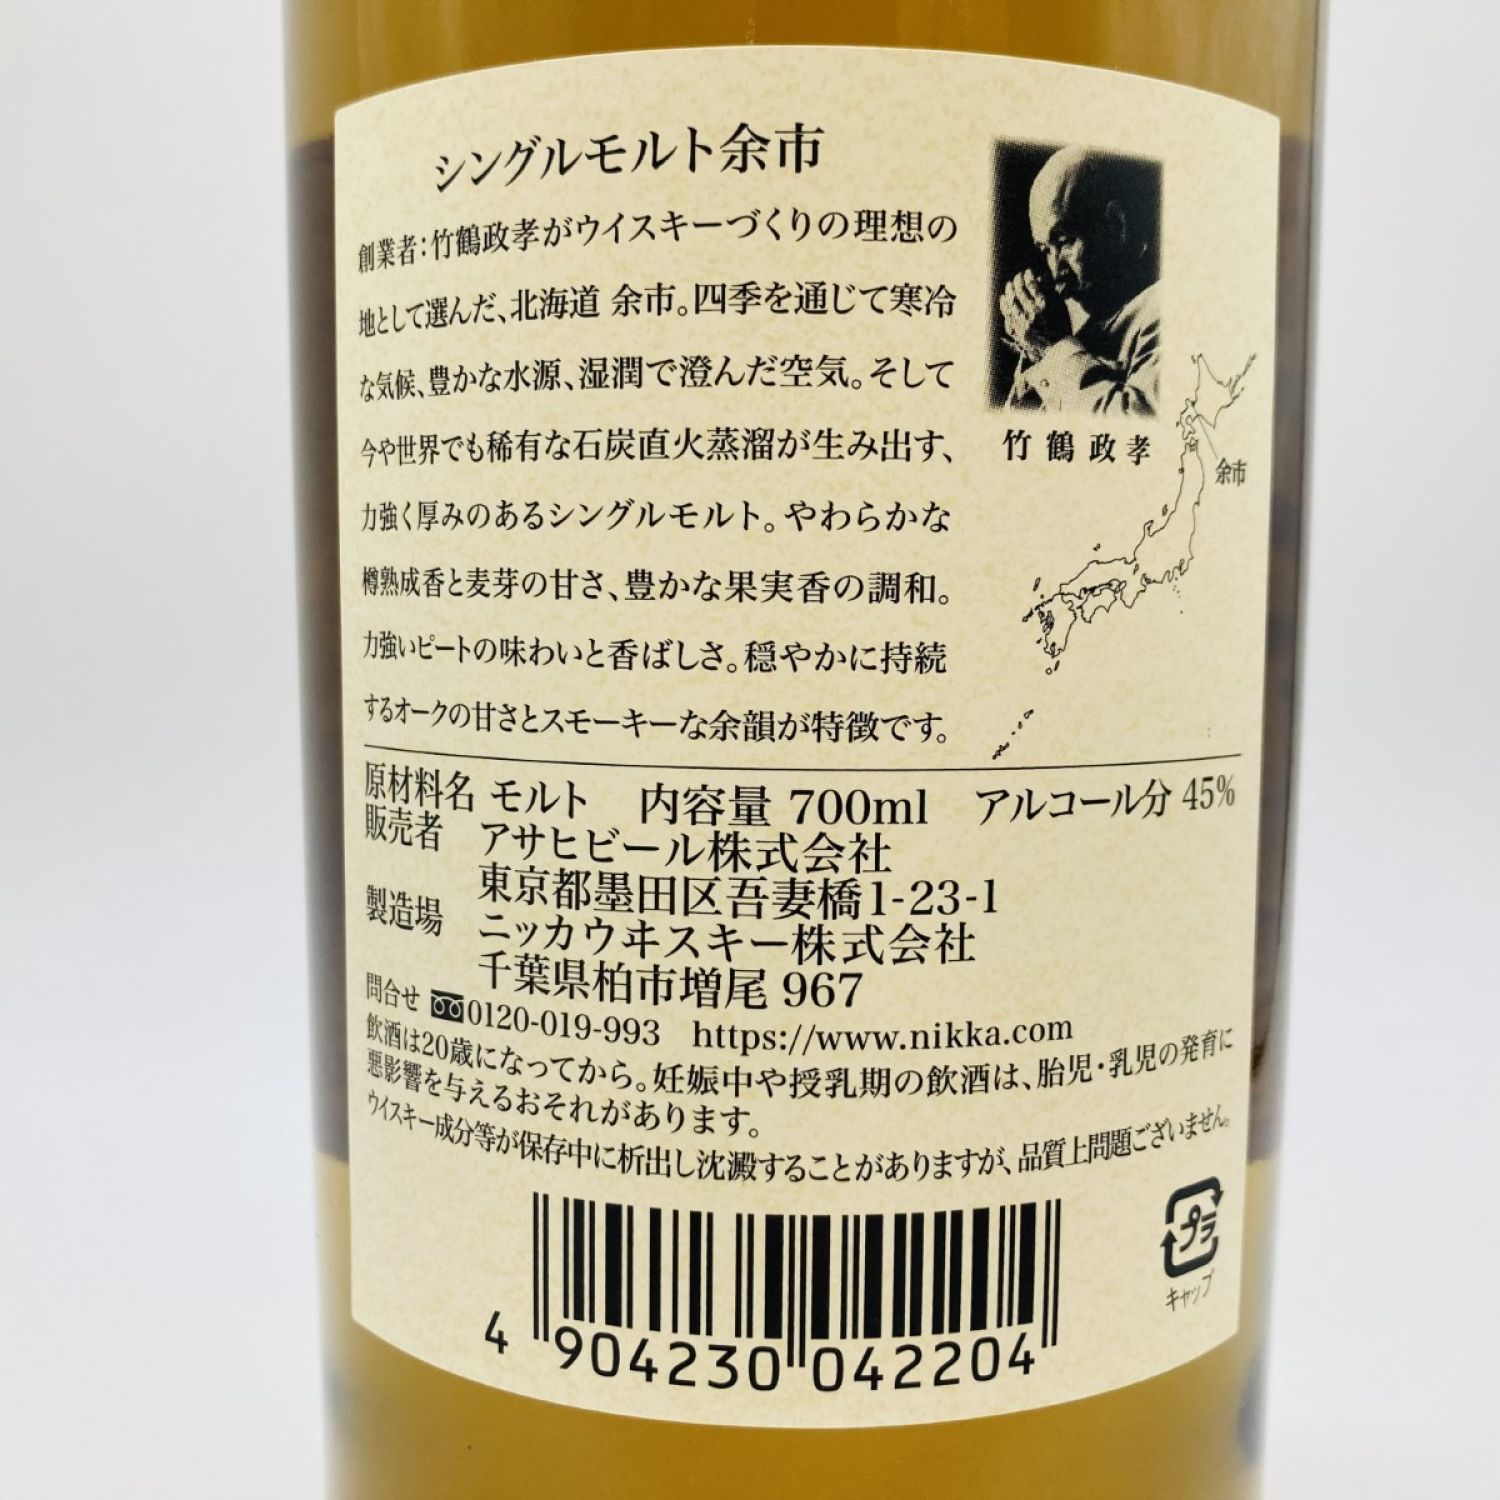 シングルモルト余市
創業者：竹鶴政孝がウイスキーづくりの理想の
地として選んだ、北海道 余市。四季を通じて寒冷
な気候、豊かな水源、湿潤で澄んだ空気。そして
今や世界でも稀有な石炭直火蒸溜が生み出す、
力強く厚みのあるシングルモルト。やわらかな
樽熟成香と麦芽の甘さ、豊かな果実香の調和。
力強いピートの味わいと香ばしさ。穏やかに持続
するオークの甘さとスモーキーな余韻が特徴です。
竹鶴政孝
余市
原材料名 モルト 内容量 700ml アルコール分 45%
販売者 アサヒビール株式会社
東京都墨田区吾妻橋1-23-1
製造場 ニッカウヰスキー株式会社
千葉県柏市増尾 967
問合せ 0120-019-993 https://www.nikka.com
飲酒は20歳になってから。妊娠中や授乳期の飲酒は、胎児・乳児の発育に
悪影響を与えるおそれがあります。
ウイスキー成分等が保存中に析出し沈澱することがありますが、品質上問題ございません。
プラ
キャップ
4 904230 042204